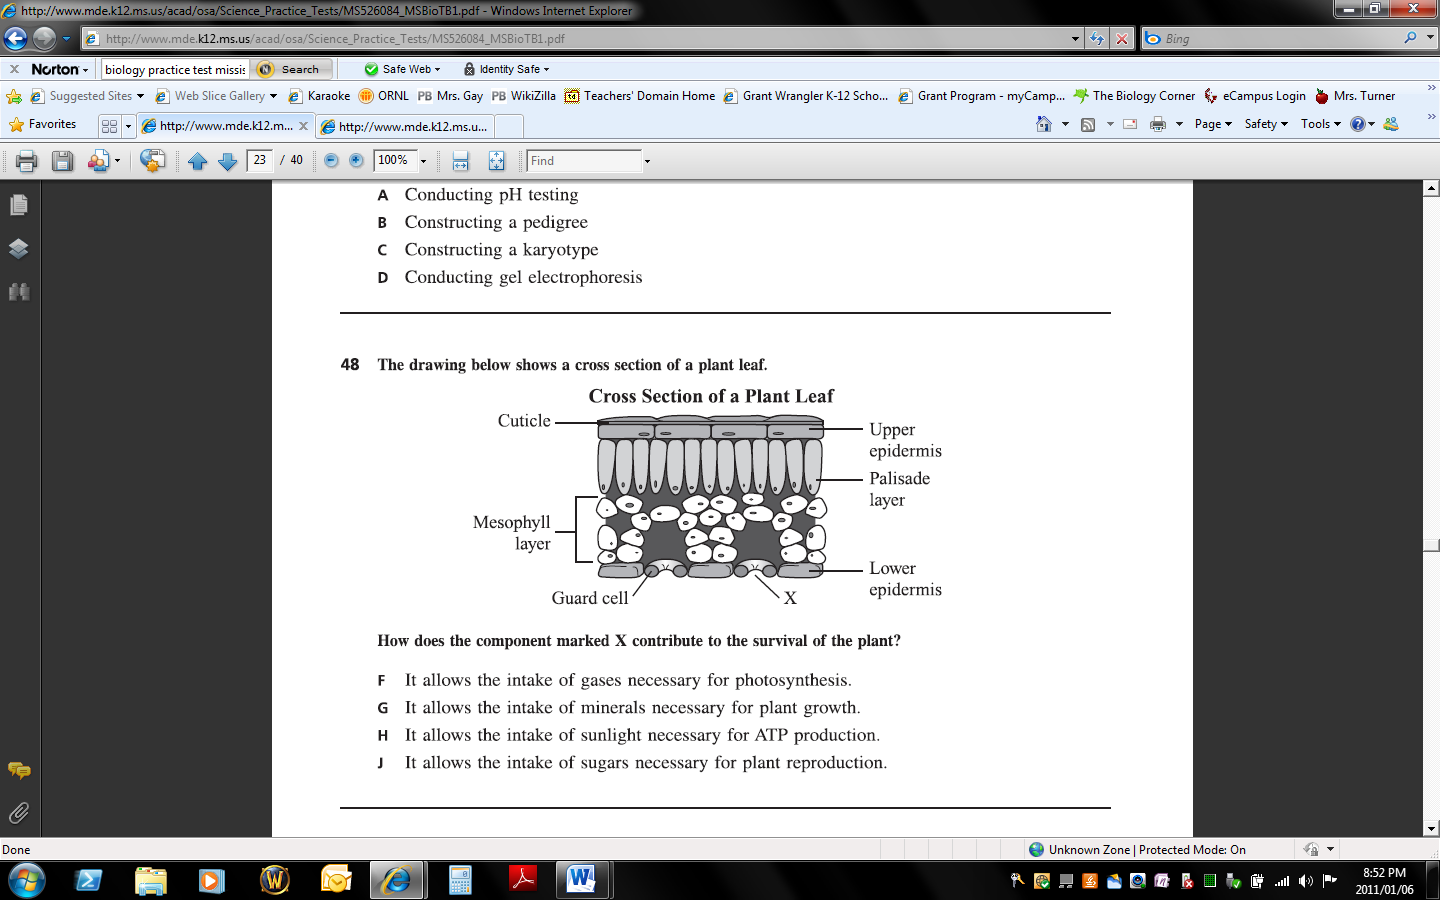 http://www.mde.k12.ms.us/acad/osa/Science_Practice_Tests/MS526084_MSBioTB1.pdf - Windows Internet Explorer
http://www.mde.k12.ms.us/acad/osa/Science_Practice_Tests/MS526084_MSBioTB1.pdf
Bing
x Norton biology practice test missis Search Safe Web Identity Safe
Suggested Sites Web Slice Gallery Karaoke ORNL PB Mrs. Gay PB WikiZilla td Teachers' Domain Home Grant Wrangler K-12 Scho... Grant Program - myCamp... The Biology Corner eCampus Login Mrs. Turner
Favorites http://www.mde.k12.m... http://www.mde.k12.ms.u... Page Safety Tools
23 / 40 100% Find
A Conducting pH testing
B Constructing a pedigree
C Constructing a karyotype
D Conducting gel electrophoresis
48 The drawing below shows a cross section of a plant leaf.
Cross Section of a Plant Leaf
Cuticle
Upper
epidermis
Palisade
layer
Mesophyll
layer
Lower
epidermis
Guard cell
X
How does the component marked X contribute to the survival of the plant?
F It allows the intake of gases necessary for photosynthesis.
G It allows the intake of minerals necessary for plant growth.
H It allows the intake of sunlight necessary for ATP production.
J It allows the intake of sugars necessary for plant reproduction.
Done Unknown Zone | Protected Mode: On
8:52 PM
2011/01/06